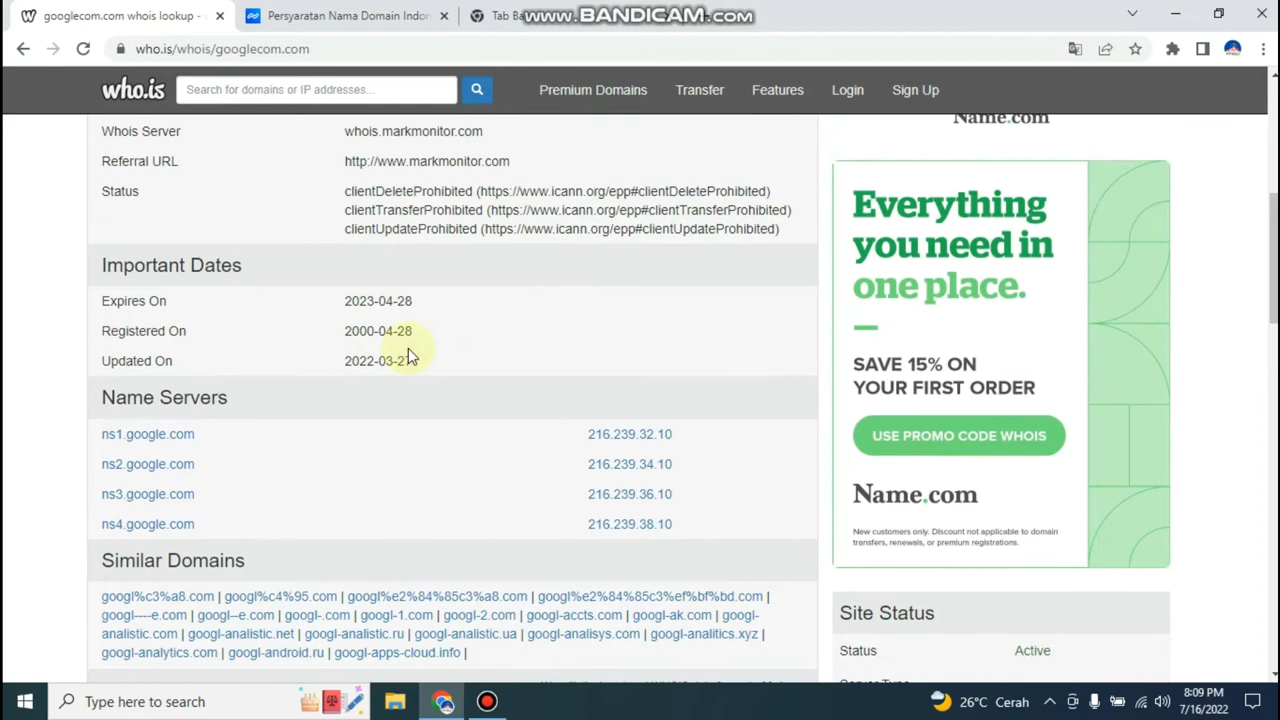 googlecom.com whois lookup -
Persyaratan Nama Domain Indon
Tab Ba
www.BANDICAM.com
who.is/whois/googlecom.com
who.is
Search for domains or IP addresses...
Premium Domains
Transfer
Features
Login
Sign Up
Whois Server whois.markmonitor.com
Referral URL http://www.markmonitor.com
Status clientDeleteProhibited (https://www.icann.org/epp#clientDeleteProhibited)
clientTransferProhibited (https://www.icann.org/epp#clientTransferProhibited)
clientUpdateProhibited (https://www.icann.org/epp#clientUpdateProhibited)
Important Dates
Expires On 2023-04-28
Registered On 2000-04-28
Updated On 2022-03-27
Name Servers
ns1.google.com 216.239.32.10
ns2.google.com 216.239.34.10
ns3.google.com 216.239.36.10
ns4.google.com 216.239.38.10
Similar Domains
googl%c3%a8.com | googl%c4%95.com | googl%e2%84%85c3%a8.com | googl%e2%84%85c3%ef%bf%bd.com |
googl----e.com | googl--e.com | googl-.com | googl-1.com | googl-2.com | googl-accts.com | googl-ak.com | googl-
analistic.com | googl-analistic.net | googl-analistic.ru | googl-analistic.ua | googl-analisys.com | googl-analitics.xyz |
googl-analytics.com | googl-android.ru | googl-apps-cloud.info |
Name.com
Everything
you need in
one place.
SAVE 15% ON
YOUR FIRST ORDER
USE PROMO CODE WHOIS
Name.com
New customers only. Discount not applicable to domain
transfers, renewals, or premium registrations.
Site Status
Status Active
Type here to search
26°C Cerah
8:09 PM
7/16/2022